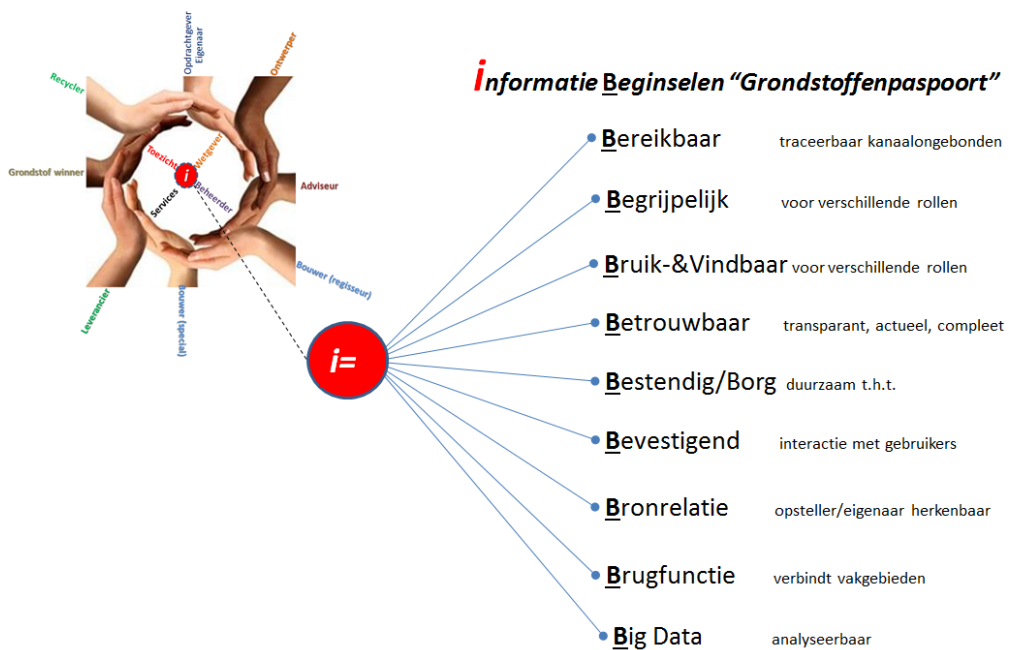 Opdrachtgever
Eigenaar
Ontwerper
Recycler
Toezicht
Wetgever
i
Grondstof winner
Beheerder
Services
Adviseur
Bouwer (regisseur)
Leverancier
Bouwer (special)
i=
informatie Beginselen “Grondstoffenpaspoort”
Bereikbaar traceerbaar kanaalongebonden
Begrijpelijk voor verschillende rollen
Bruik-&Vindbaar voor verschillende rollen
Betrouwbaar transparant, actueel, compleet
Bestendig/Borg duurzaam t.h.t.
Bevestigend interactie met gebruikers
Bronrelatie opsteller/eigenaar herkenbaar
Brugfunctie verbindt vakgebieden
Big Data analyseerbaar